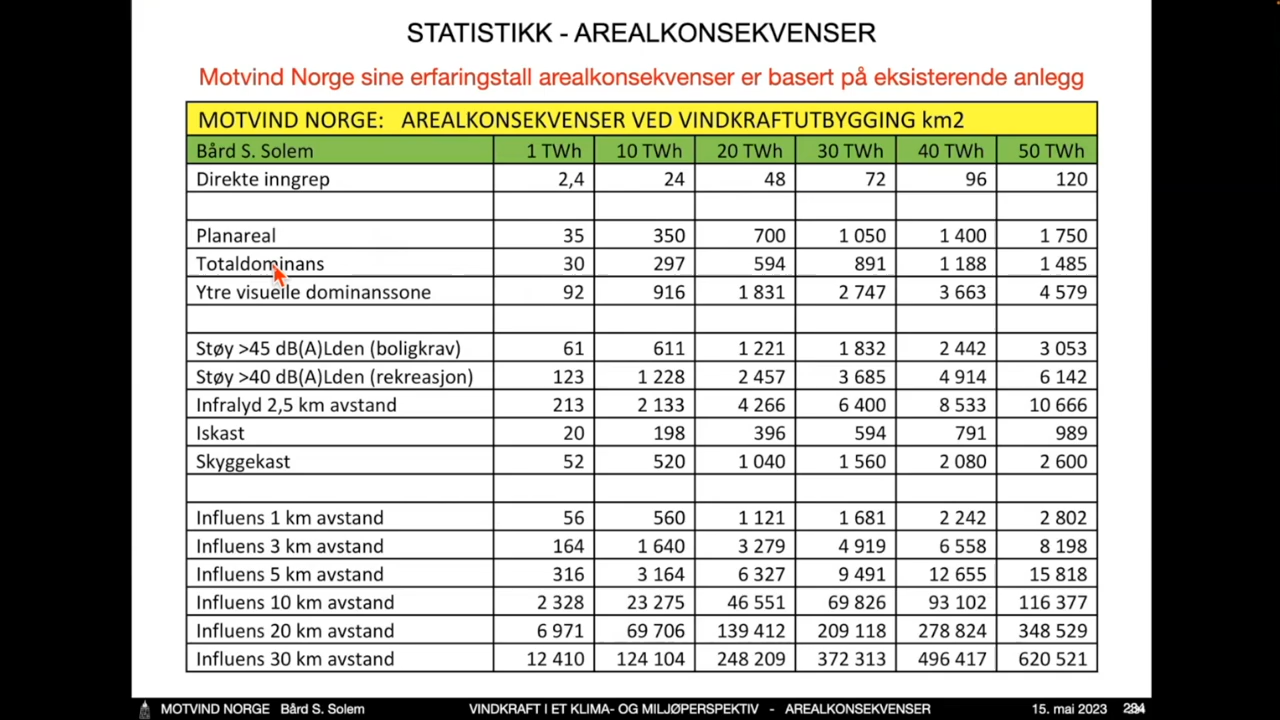 STATISTIKK - AREALKONSEKVENSER
Motvind Norge sine erfaringstall arealkonsekvenser er basert på eksisterende anlegg
MOTVIND NORGE: AREALKONSEKVENSER VED VINDKRAFTUTBYGGING km2
Bård S. Solem 1 TWh 10 TWh 20 TWh 30 TWh 40 TWh 50 TWh
Direkte inngrep 2,4 24 48 72 96 120
Planareal 35 350 700 1 050 1 400 1 750
Totaldominans 30 297 594 891 1 188 1 485
Ytre visuelle dominanssone 92 916 1 831 2 747 3 663 4 579
Støy >45 dB(A)Lden (boligkrav) 61 611 1 221 1 832 2 442 3 053
Støy >40 dB(A)Lden (rekreasjon) 123 1 228 2 457 3 685 4 914 6 142
Infralyd 2,5 km avstand 213 2 133 4 266 6 400 8 533 10 666
Iskast 20 198 396 594 791 989
Skyggekast 52 520 1 040 1 560 2 080 2 600
Influens 1 km avstand 56 560 1 121 1 681 2 242 2 802
Influens 3 km avstand 164 1 640 3 279 4 919 6 558 8 198
Influens 5 km avstand 316 3 164 6 327 9 491 12 655 15 818
Influens 10 km avstand 2 328 23 275 46 551 69 826 93 102 116 377
Influens 20 km avstand 6 971 69 706 139 412 209 118 278 824 348 529
Influens 30 km avstand 12 410 124 104 248 209 372 313 496 417 620 521
MOTVIND NORGE Bård S. Solem VINDKRAFT I ET KLIMA- OG MILJØPERSPEKTIV - AREALKONSEKVENSER 15. mai 2023